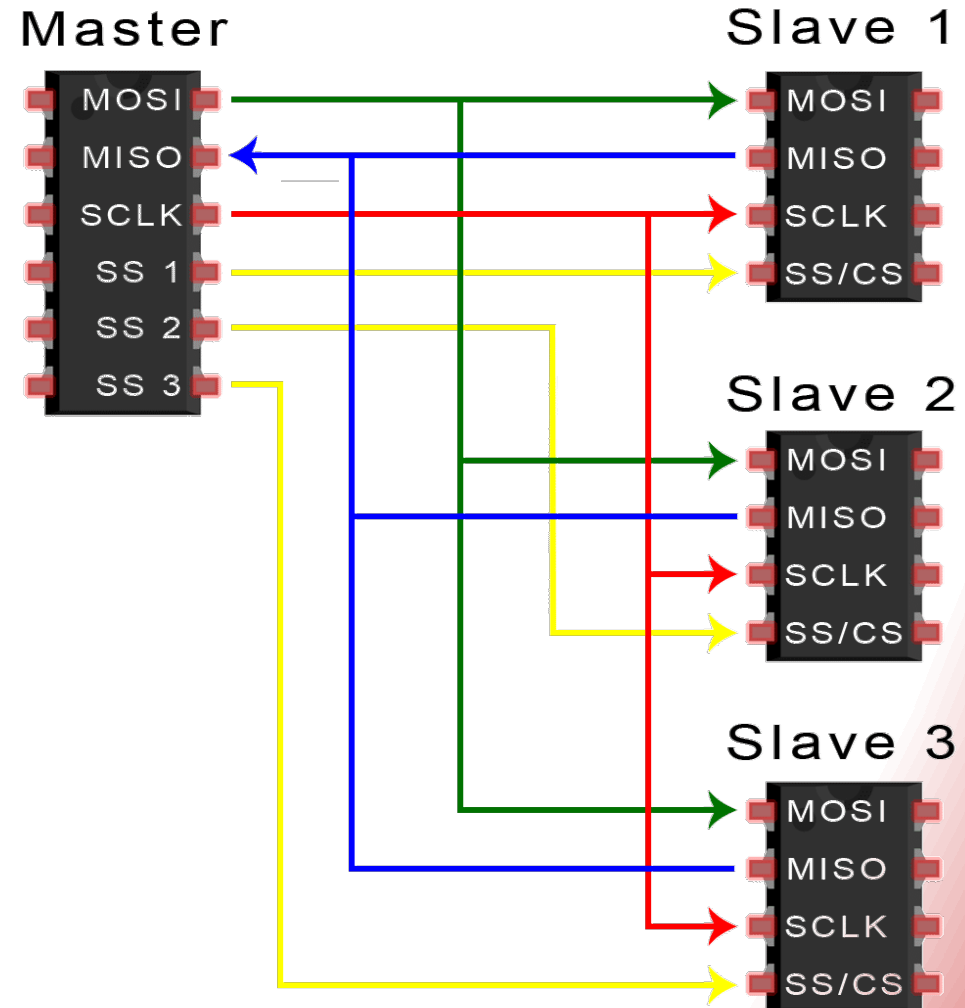 Master
MOSI
MISO
SCLK
SS 1
SS 2
SS 3
Slave 1
MOSI
MISO
SCLK
SS/CS
Slave 2
MOSI
MISO
SCLK
SS/CS
Slave 3
MOSI
MISO
SCLK
SS/CS